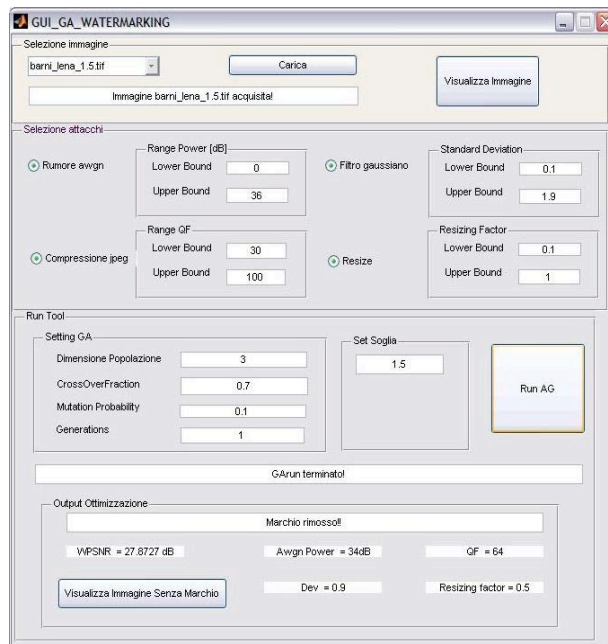 GUI_GA_WATERMARKING
Selezione immagine
barni_lena_1.5.tif
Carica
Visualizza Immagine
Immagine barni_lena_1.5.tif acquisita!
Selezione attacchi
Rumore awgn
Range Power [dB]
Lower Bound 0
Upper Bound 36
Filtro gaussiano
Standard Deviation
Lower Bound 0.1
Upper Bound 1.9
Compressione jpeg
Range QF
Lower Bound 30
Upper Bound 100
Resize
Resizing Factor
Lower Bound 0.1
Upper Bound 1
Run Tool
Setting GA
Dimensione Popolazione 3
CrossOverFraction 0.7
Mutation Probability 0.1
Generations 1
Set Soglia
1.5
Run AG
GArun terminato!
Output Ottimizzazione
Marchio rimosso!!
WPSNR = 27.8727 dB
Awgn Power = 34dB
QF = 64
Visualizza Immagine Senza Marchio
Dev = 0.9
Resizing factor = 0.5